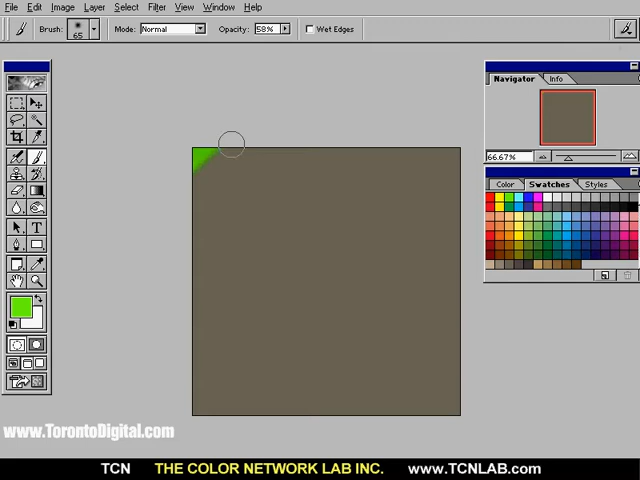 File Edit Image Layer Select Filter View Window Help
Brush: 65 Mode: Normal Opacity: 58% Wet Edges
Navigator Info
66.67%
Color Swatches Styles
T
www.TorontoDigital.com
TCN THE COLOR NETWORK LAB INC. www.TCNLAB.com